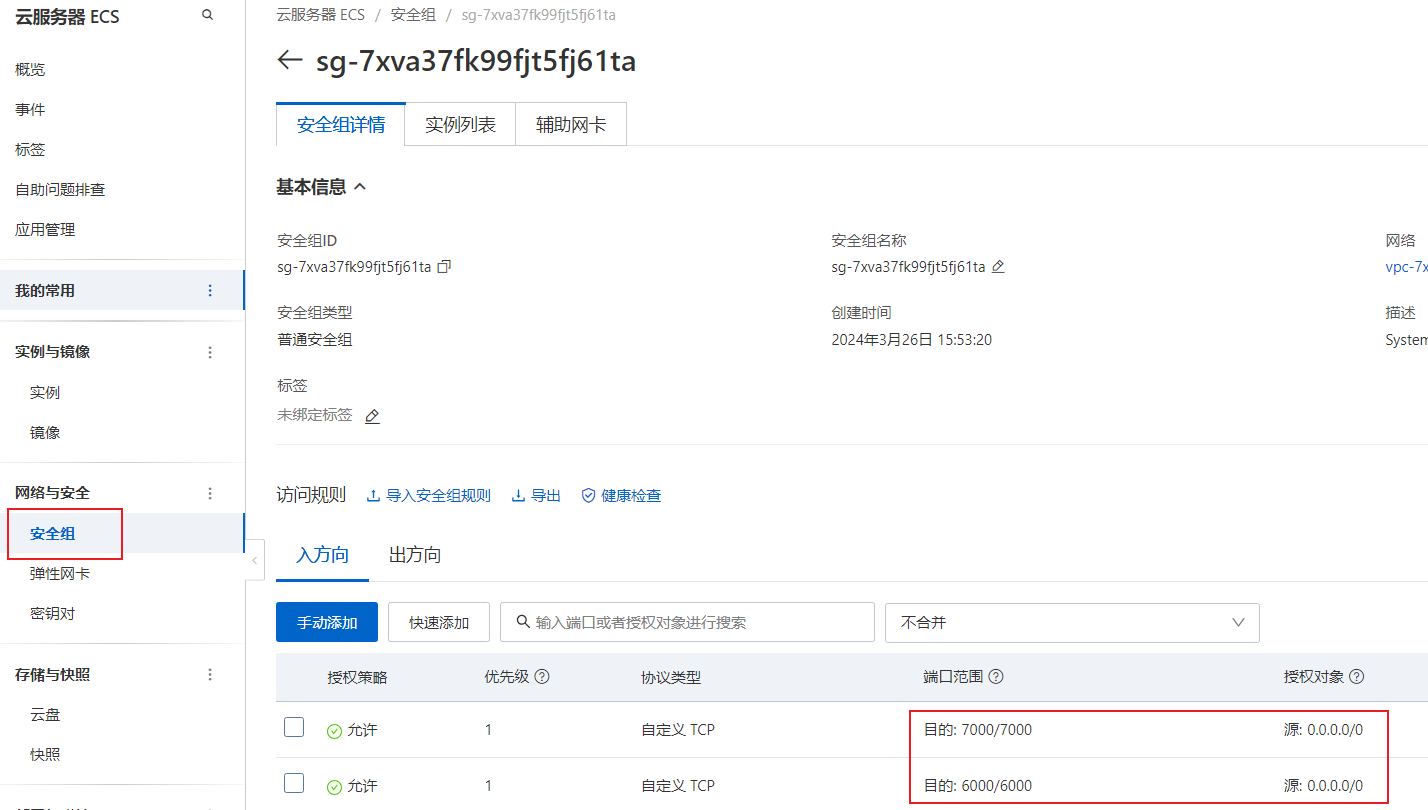 云服务器 ECS
概览
事件
标签
自助问题排查
应用管理
我的常用
实例与镜像
实例
镜像
网络与安全
安全组
弹性网卡
密钥对
存储与快照
云盘
快照
云服务器 ECS / 安全组 / sg-7xva37fk99fjt5fj61ta
sg-7xva37fk99fjt5fj61ta
安全组详情 实例列表 辅助网卡
基本信息
安全组ID 安全组名称 网络
sg-7xva37fk99fjt5fj61ta sg-7xva37fk99fjt5fj61ta vpc-7x
安全组类型 创建时间 描述
普通安全组 2024年3月26日 15:53:20 System
标签
未绑定标签
访问规则 导入安全组规则 导出 健康检查
入方向 出方向
手动添加 快速添加 输入端口或者授权对象进行搜索 不合并
授权策略 优先级 协议类型 端口范围 授权对象
允许 1 自定义 TCP 目的: 7000/7000 源: 0.0.0.0/0
允许 1 自定义 TCP 目的: 6000/6000 源: 0.0.0.0/0